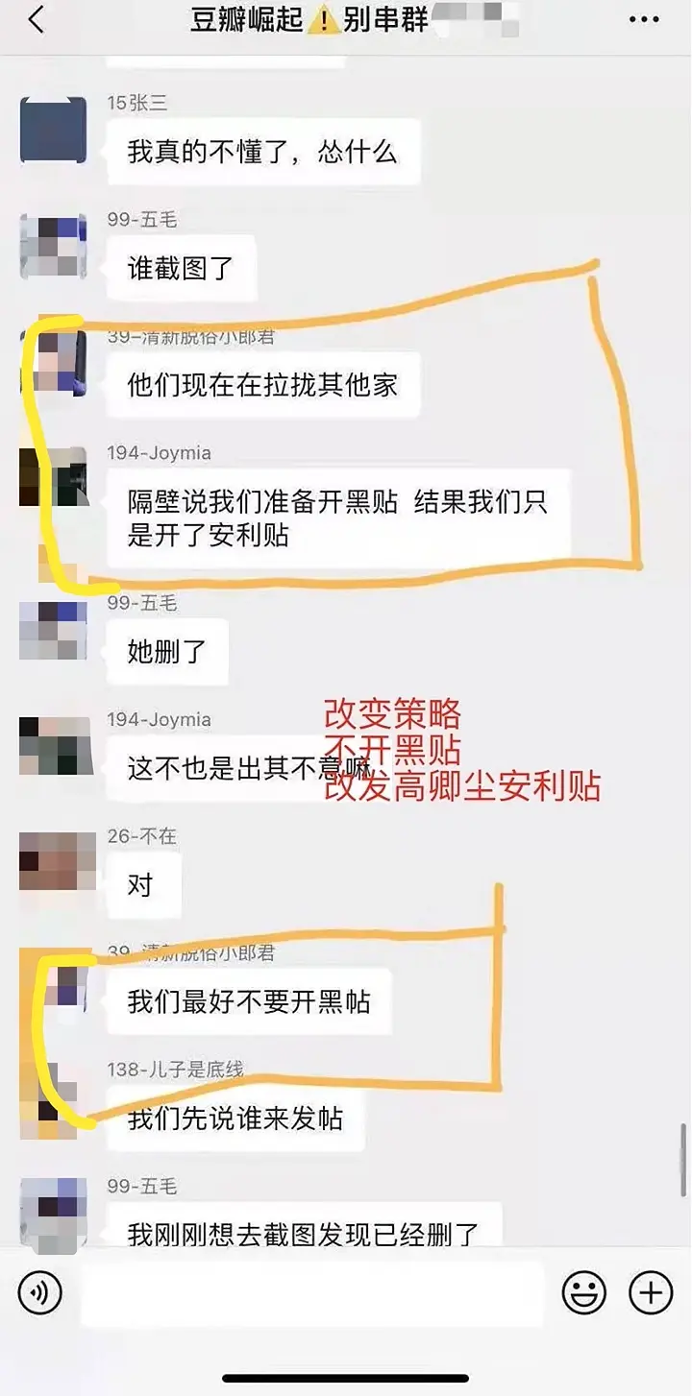 豆瓣崛起⚠️别串群
15张三
我真的不懂了，怂什么
99-五毛
谁截图了
39-清新脱俗小郎君
他们现在在拉拢其他家
194-Joymia
隔壁说我们准备开黑贴 结果我们只
是开了安利贴
99-五毛
她删了
194-Joymia
这不也是出其不意嘛
改变策略
不开黑贴
改发高卿尘安利贴
26-不在
对
39-清新脱俗小郎君
我们最好不要开黑帖
138-儿子是底线
我们先说谁来发帖
99-五毛
我刚刚想去截图发现已经删了